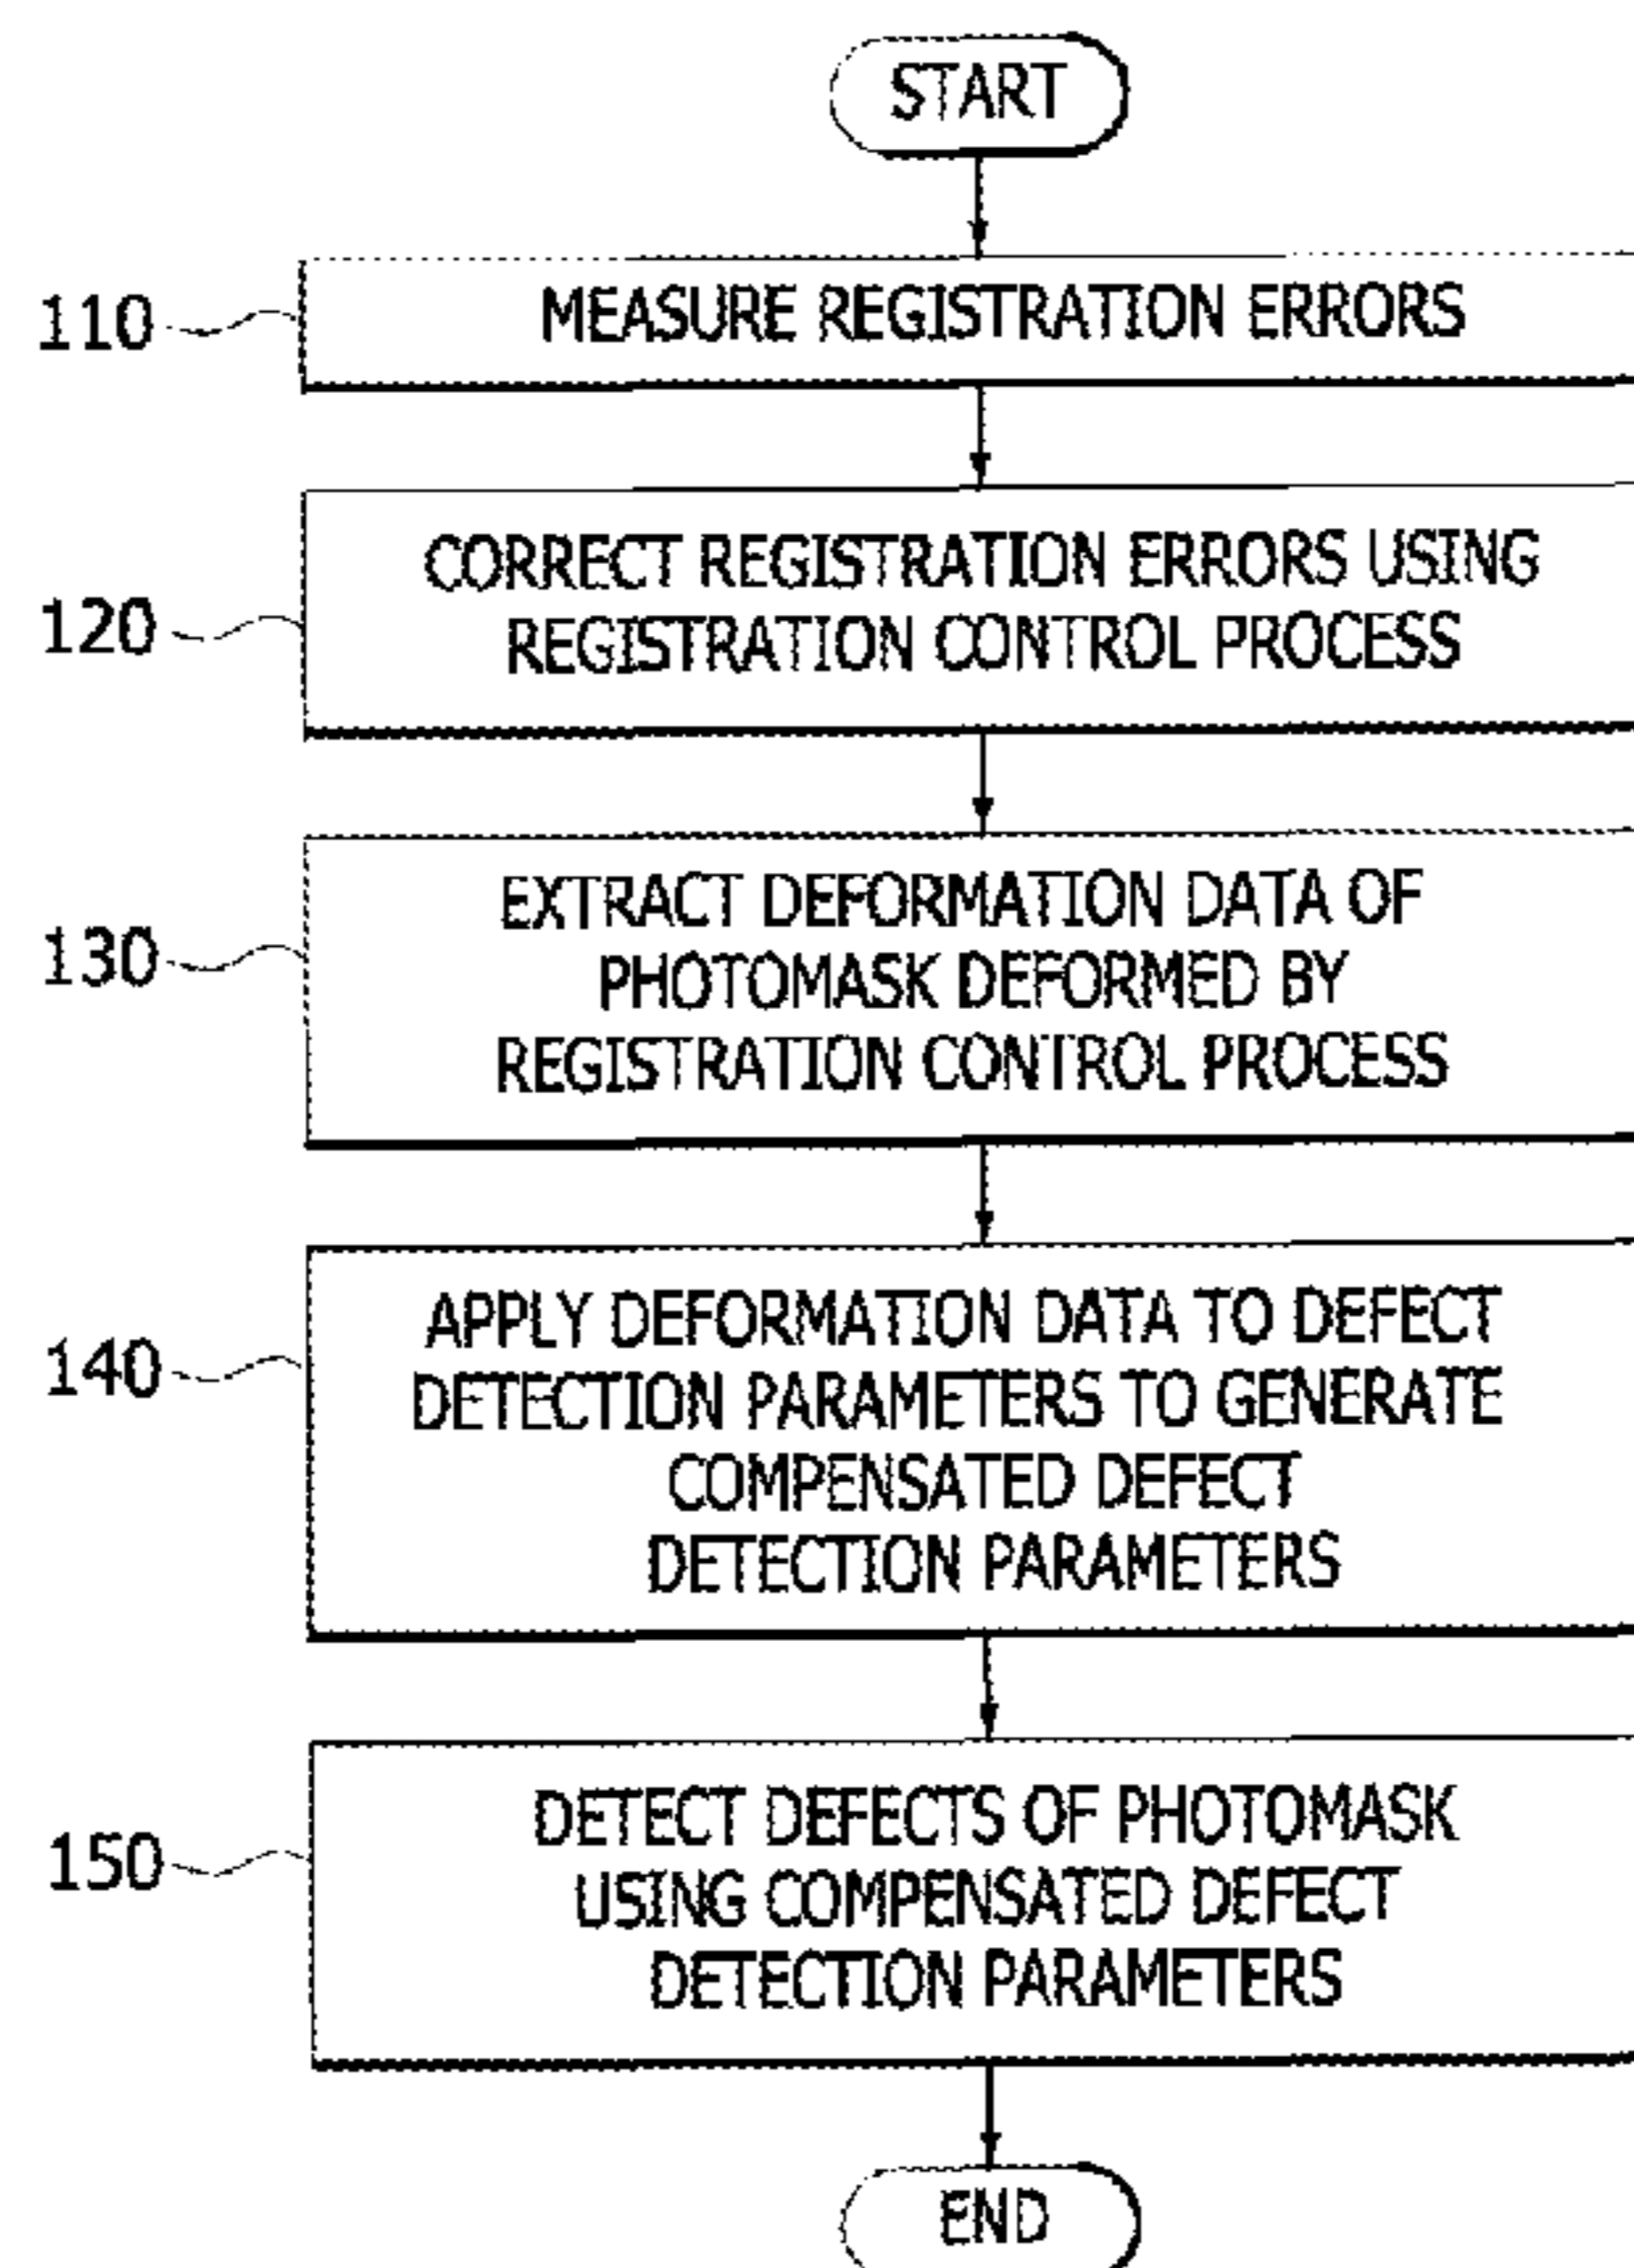 START
110
MEASURE REGISTRATION ERRORS
120
CORRECT REGISTRATION ERRORS USING
REGISTRATION CONTROL PROCESS
130
EXTRACT DEFORMATION DATA OF
PHOTOMASK DEFORMED BY
REGISTRATION CONTROL PROCESS
140
APPLY DEFORMATION DATA TO DEFECT
DETECTION PARAMETERS TO GENERATE
COMPENSATED DEFECT
DETECTION PARAMETERS
150
DETECT DEFECTS OF PHOTOMASK
USING COMPENSATED DEFECT
DETECTION PARAMETERS
END